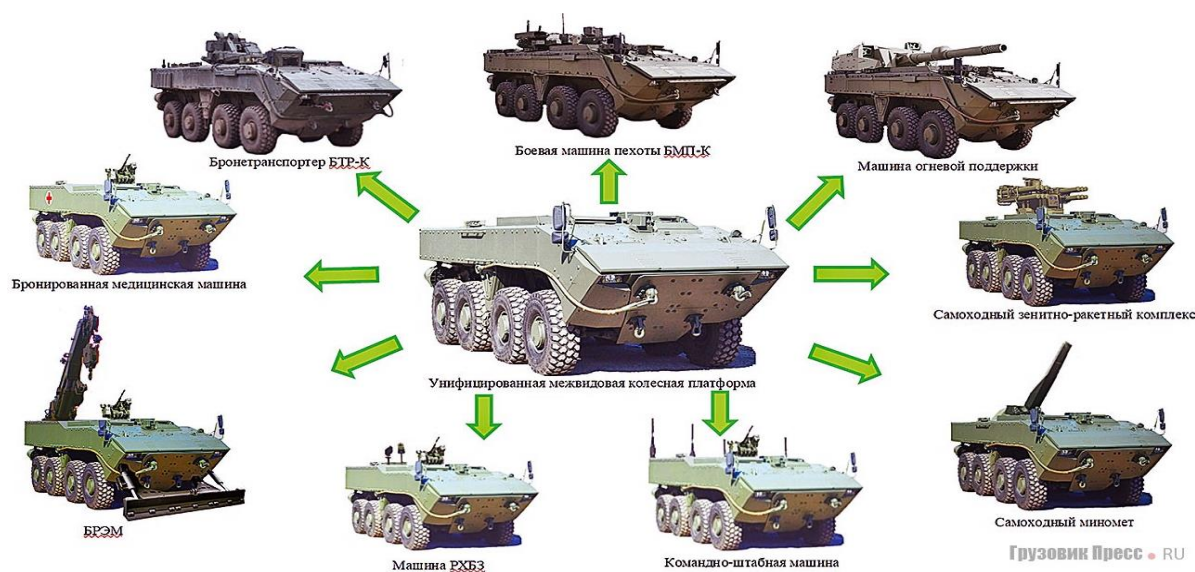 Бронетранспортер БТР-К
Боевая машина пехоты БМП-К
Машина огневой поддержки
Бронированная медицинская машина
Самоходный зенитно-ракетный комплекс
Унифицированная межвидовая колесная платформа
БРЭМ
Машина РХБЗ
Командно-штабная машина
Самоходный миномет
Грузовик Пресс • RU